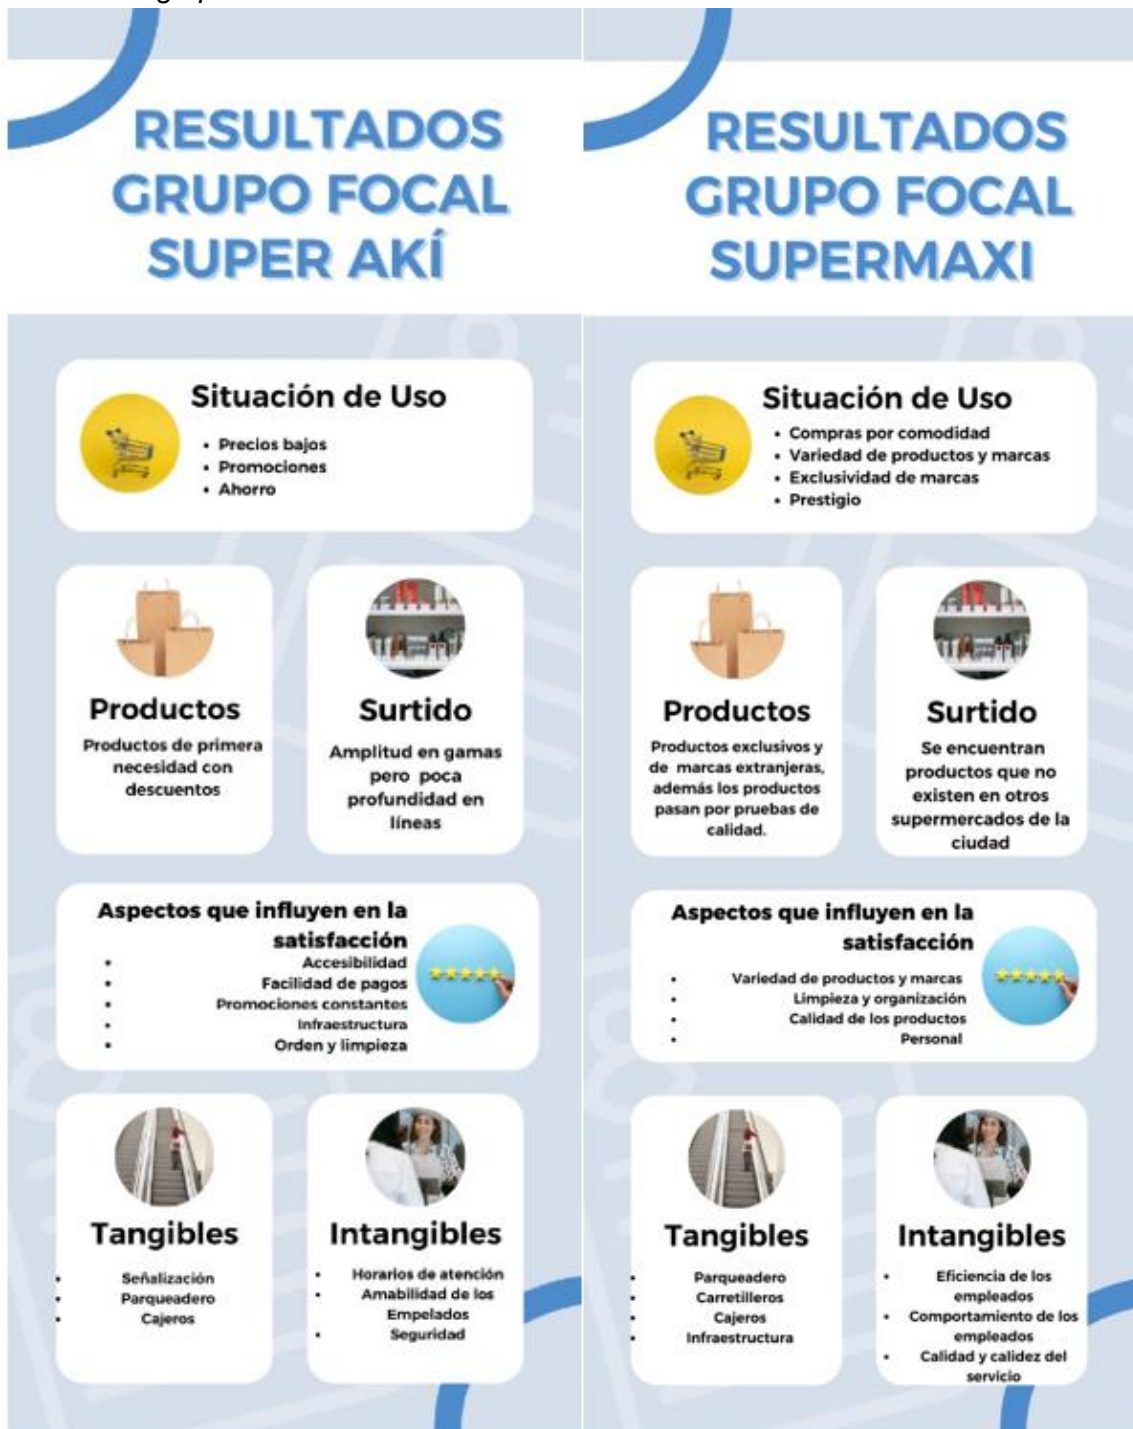 RESULTADOS
GRUPO FOCAL
SUPER AKÍ
Situación de Uso
• Precios bajos
• Promociones
• Ahorro
Productos
Productos de primera
necesidad con
descuentos
Surtido
Amplitud en gamas
pero poca
profundidad en
líneas
Aspectos que influyen en la
satisfacción
• Accesibilidad
• Facilidad de pagos
• Promociones constantes
• Infraestructura
• Orden y limpieza
Tangibles
• Señalización
• Parqueadero
• Cajeros
Intangibles
• Horarios de atención
• Amabilidad de los
Empelados
• Seguridad
RESULTADOS
GRUPO FOCAL
SUPERMAXI
Situación de Uso
• Compras por comodidad
• Variedad de productos y marcas
• Exclusividad de marcas
• Prestigio
Productos
Productos exclusivos y
de marcas extranjeras,
además los productos
pasan por pruebas de
calidad.
Surtido
Se encuentran
productos que no
existen en otros
supermercados de la
ciudad
Aspectos que influyen en la
satisfacción
• Variedad de productos y marcas
• Limpieza y organización
• Calidad de los productos
• Personal
Tangibles
• Parqueadero
• Carretilleros
• Cajeros
• Infraestructura
Intangibles
• Eficiencia de los
empleados
• Comportamiento de los
empleados
• Calidad y calidez del
servicio